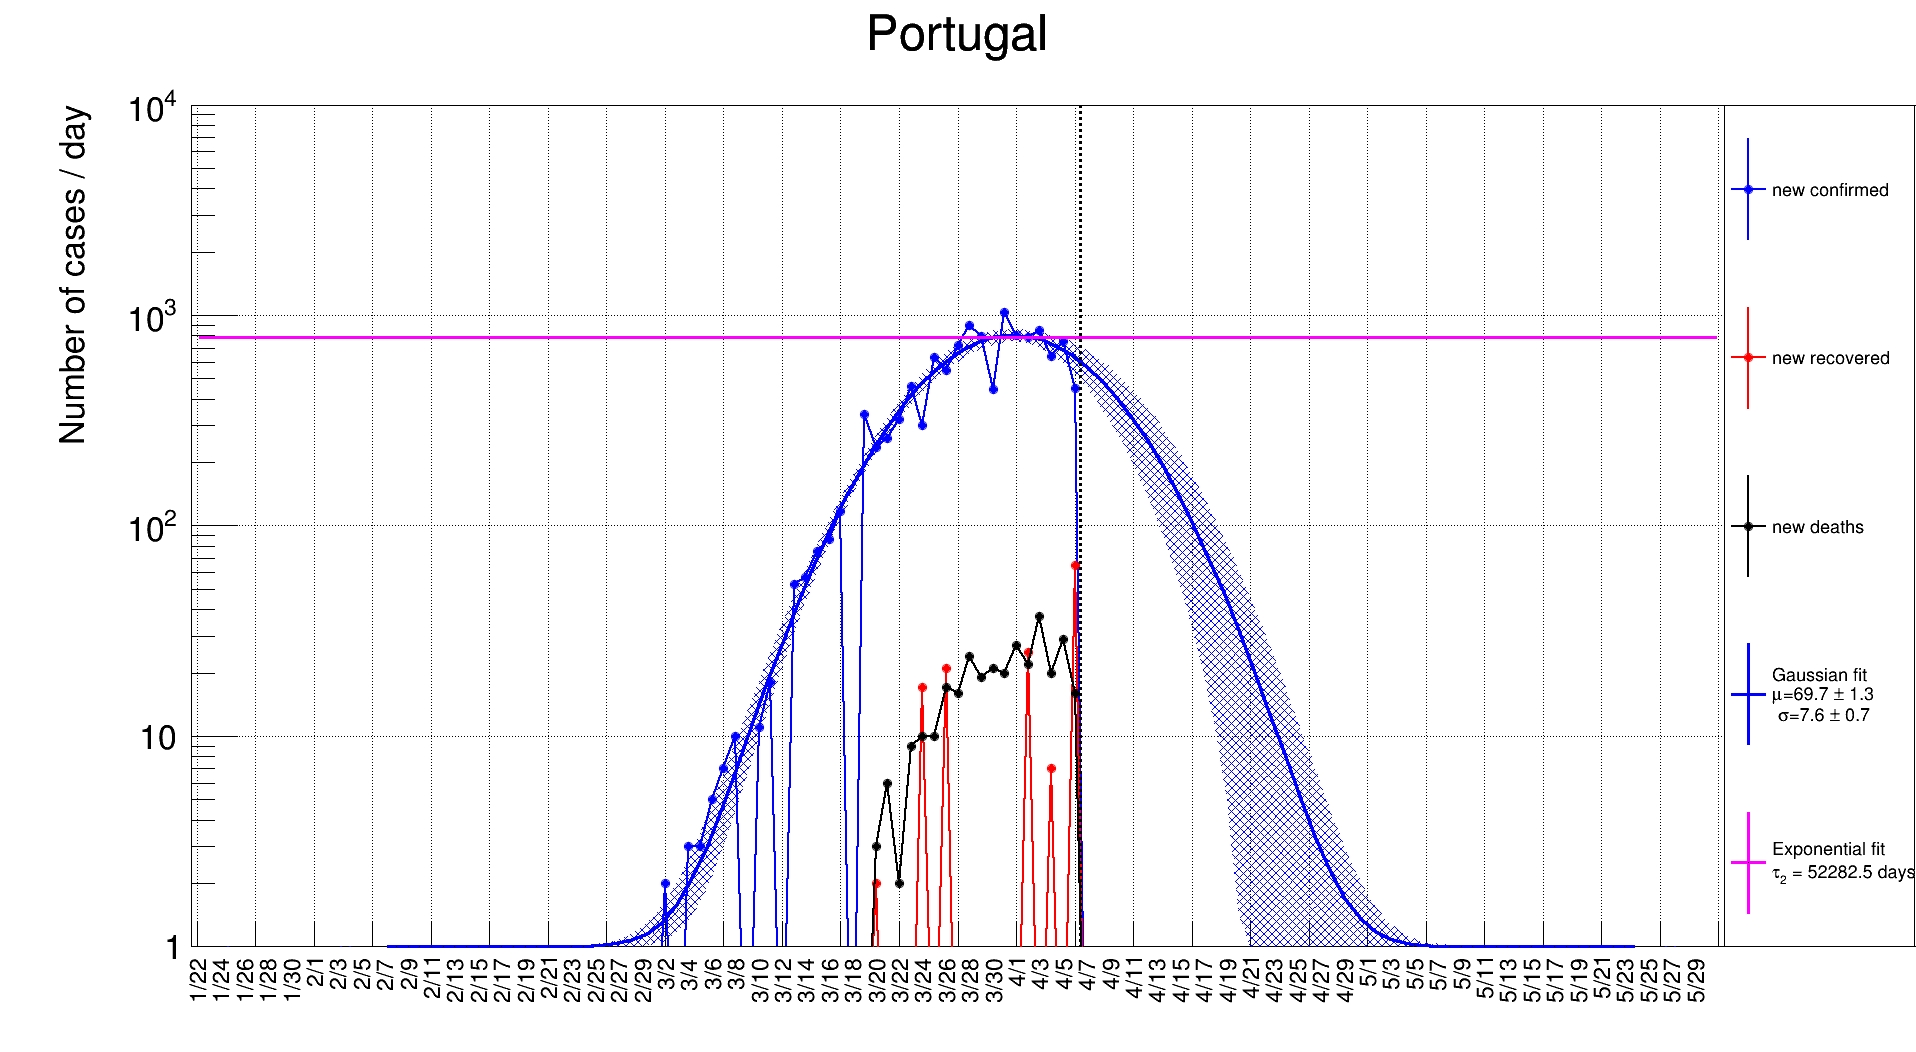 Portugal
Number of cases / day
10⁴
10³
10²
10
1
1/22 1/24 1/26 1/28 1/30 2/1 2/3 2/5 2/7 2/9 2/11 2/13 2/15 2/17 2/19 2/21 2/23 2/25 2/27 2/29 3/2 3/4 3/6 3/8 3/10 3/12 3/14 3/16 3/18 3/20 3/22 3/24 3/26 3/28 3/30 4/1 4/3 4/5 4/7 4/9 4/11 4/13 4/15 4/17 4/19 4/21 4/23 4/25 4/27 4/29 5/1 5/3 5/5 5/7 5/9 5/11 5/13 5/15 5/17 5/19 5/21 5/23 5/25 5/27 5/29
new confirmed
new recovered
new deaths
Gaussian fit
μ=69.7 ± 1.3
σ=7.6 ± 0.7
Exponential fit
τ₂ = 52282.5 days